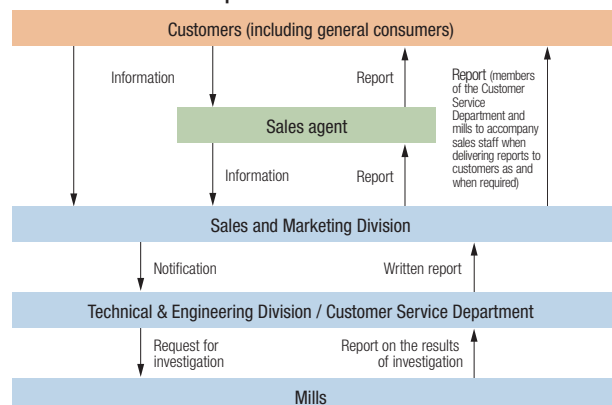 Customers (including general consumers)
Information
Report
Report (members
of the Customer
Service
Department and
mills to accompany
sales staff when
delivering reports to
customers as and
when required)
Sales agent
Information
Report
Sales and Marketing Division
Notification
Written report
Technical & Engineering Division / Customer Service Department
Request for
investigation
Report on the results
of investigation
Mills